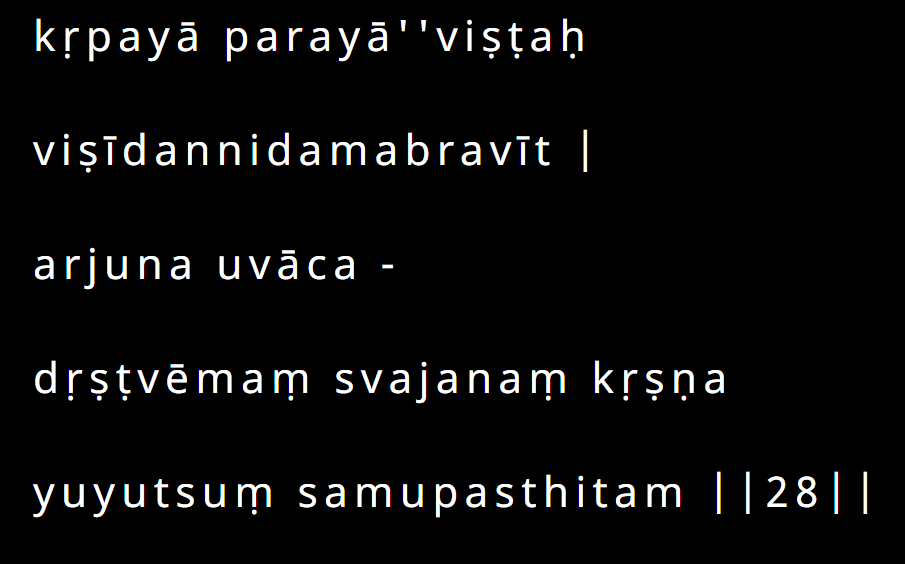 kṛpayā parayā''viṣṭaḥ
viṣīdannidamabravīt |
arjuna uvāca -
dṛṣṭvēmaṃ svajanaṃ kṛṣṇa
yuyutsuṃ samupasthitam ||28||